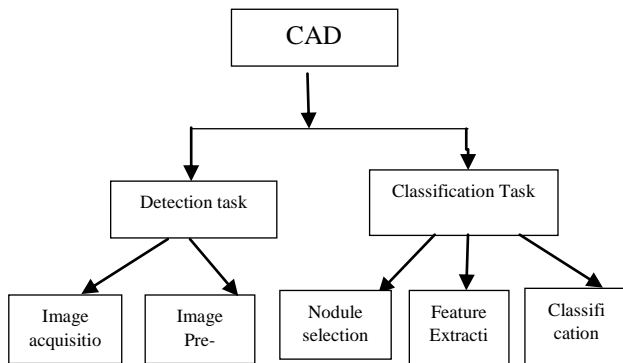 CAD
Detection task
Classification Task
Image
acquisitio
Image
Pre-
Nodule
selection
Feature
Extracti
Classifi
cation